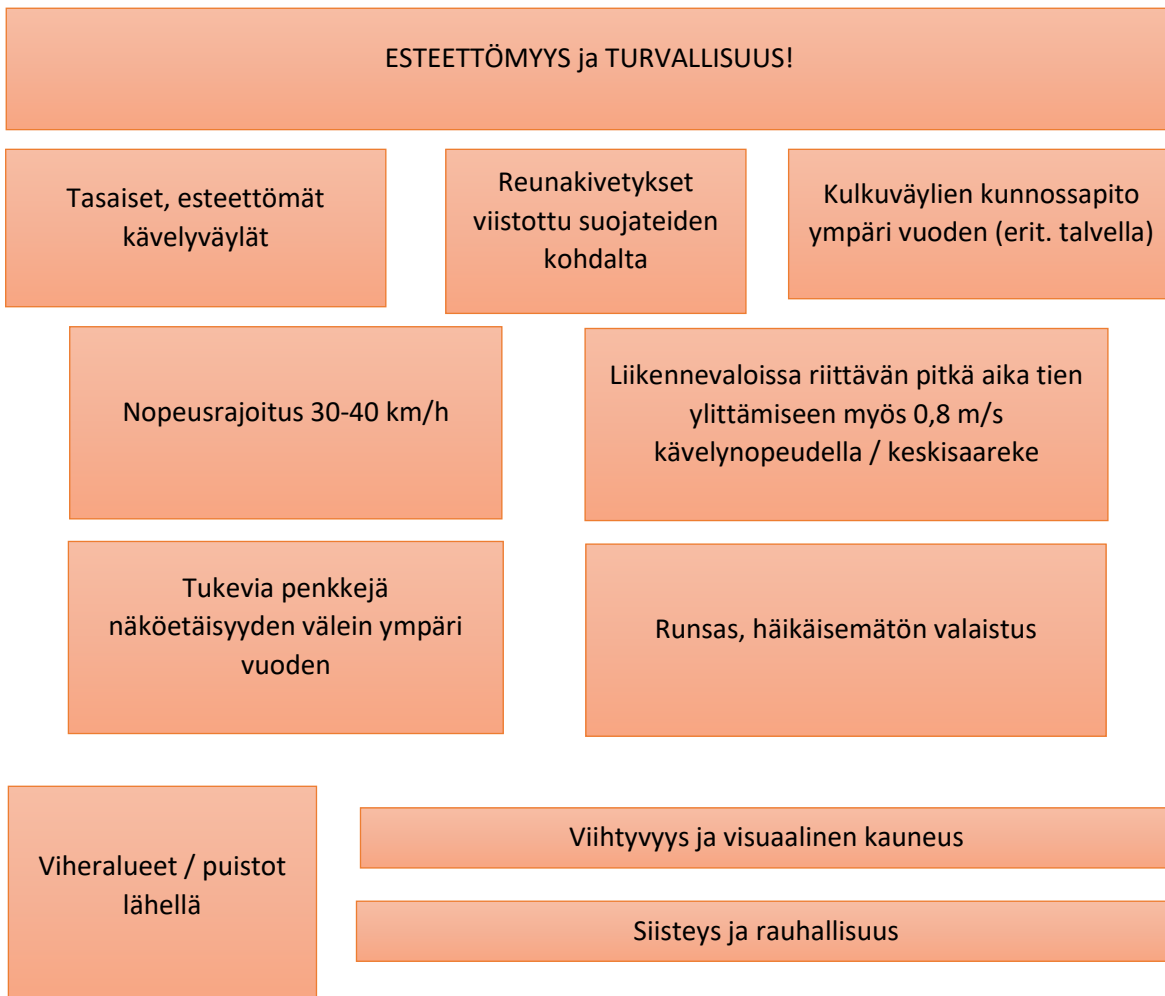 ESTEETTÖMYYS ja TURVALLISUUS!
Tasaiset, esteettömät
kävelyväylät
Reunakivetykset
viistottu suojateiden
kohdalta
Kulkuväylien kunnossapito
ympäri vuoden (erit. talvella)
Nopeusrajoitus 30-40 km/h
Liikennevaloissa riittävän pitkä aika tien
ylittämiseen myös 0,8 m/s
kävelynopeudella / keskisaareke
Tukevia penkkejä
näköetäisyyden välein ympäri
vuoden
Runsas, häikäisemätön valaistus
Viheralueet / puistot
lähellä
Viihtyvyys ja visuaalinen kauneus
Siisteys ja rauhallisuus